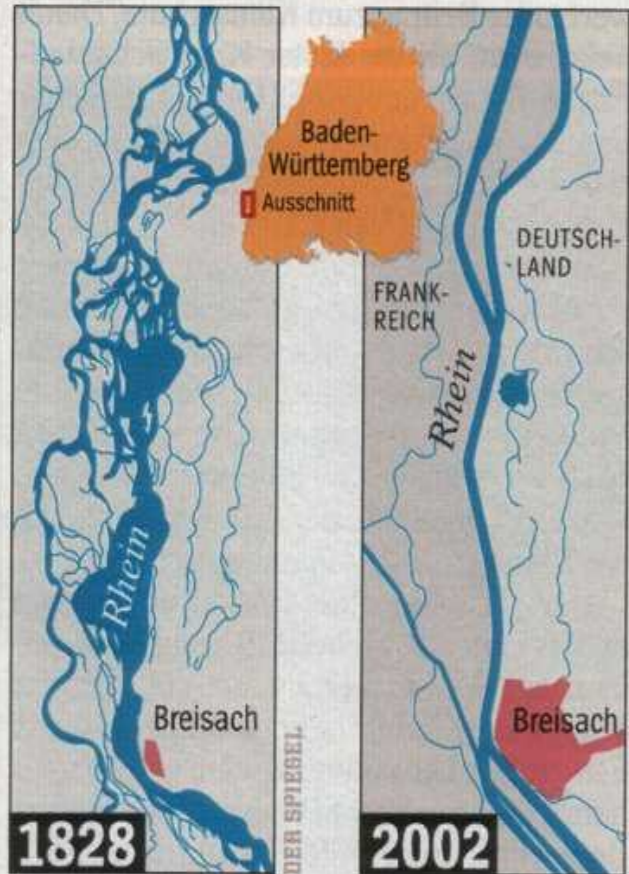 Baden-
Württemberg
Ausschnitt
Rhein
Breisach
1828
DER SPIEGEL
DEUTSCH-
LAND
FRANK-
REICH
Rhein
Breisach
2002